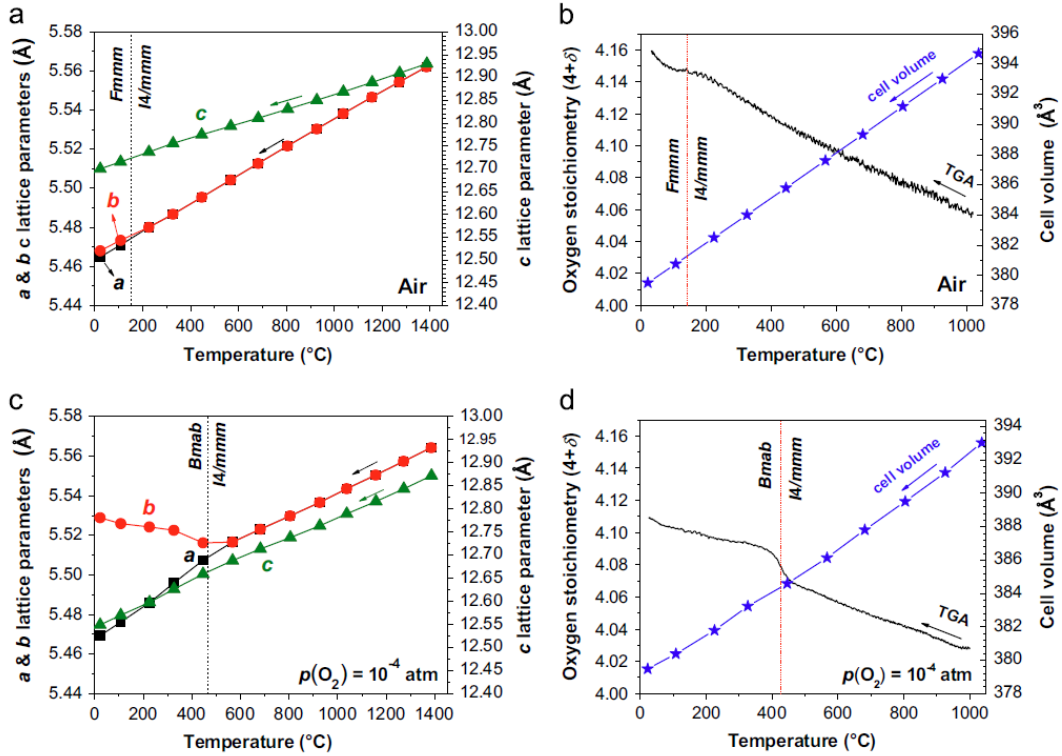 a
a & b c lattice parameters (Å)
5.58
5.56
5.54
5.52
5.50
5.48
5.46
5.44
Fmmm
I4/mmm
c
b
a
Air
13.00
12.95
12.90
12.85
12.80
12.75
12.70
12.65
12.60
12.55
12.50
12.45
12.40
c lattice parameter (Å)
0 200 400 600 800 1000 1200 1400
Temperature (°C)
b
Oxygen stoichiometry (4+δ)
4.16
4.14
4.12
4.10
4.08
4.06
4.04
4.02
4.00
Fmmm
I4/mmm
cell volume
TGA
Air
396
394
392
390
388
386
384
382
380
378
Cell volume (Å³)
0 200 400 600 800 1000
Temperature (°C)
c
a & b lattice parameters (Å)
5.58
5.56
5.54
5.52
5.50
5.48
5.46
5.44
Bmab
I4/mmm
b
a
c
p(O₂) = 10⁻⁴ atm
13.00
12.95
12.90
12.85
12.80
12.75
12.70
12.65
12.60
12.55
12.50
12.45
12.40
c lattice parameter (Å)
0 200 400 600 800 1000 1200 1400
Temperature (°C)
d
Oxygen stoichiometry (4+δ)
4.16
4.14
4.12
4.10
4.08
4.06
4.04
4.02
4.00
Bmab
I4/mmm
cell volume
TGA
p(O₂) = 10⁻⁴ atm
394
393
390
388
386
384
382
380
378
Cell volume (Å³)
0 200 400 600 800 1000
Temperature (°C)